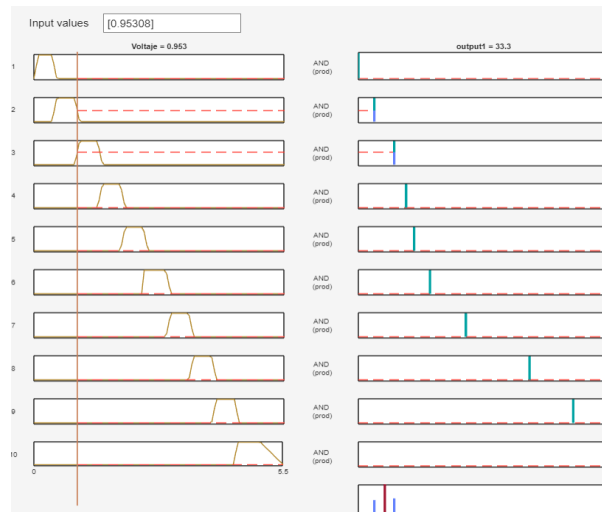 Input values [0.95308]
Voltaje = 0.953 output1 = 33.3
1 AND
(prod)
2 AND
(prod)
3 AND
(prod)
4 AND
(prod)
5 AND
(prod)
6 AND
(prod)
7 AND
(prod)
8 AND
(prod)
9 AND
(prod)
10 AND
(prod)
0 5.5